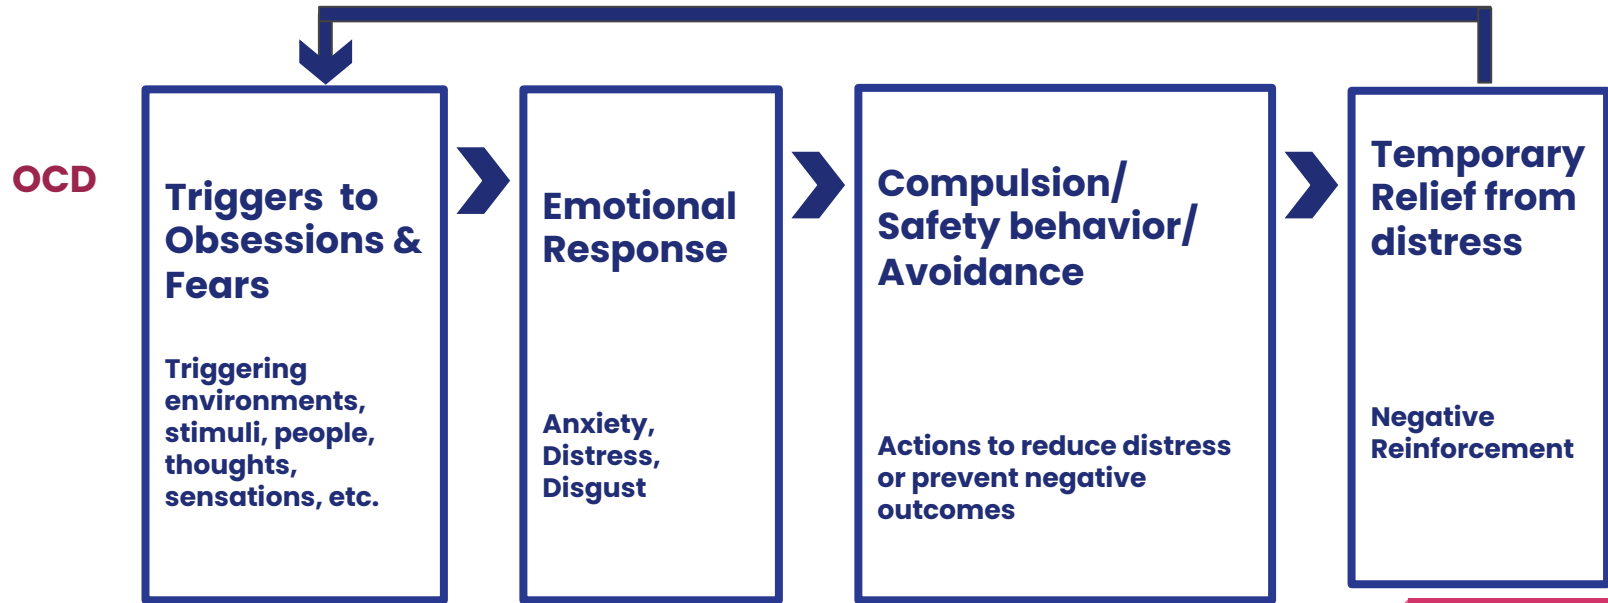 OCD
Triggers to
Obsessions &
Fears
Triggering
environments,
stimuli, people,
thoughts,
sensations, etc.
Emotional
Response
Anxiety,
Distress,
Disgust
Compulsion/
Safety behavior/
Avoidance
Actions to reduce distress
or prevent negative
outcomes
Temporary
Relief from
distress
Negative
Reinforcement